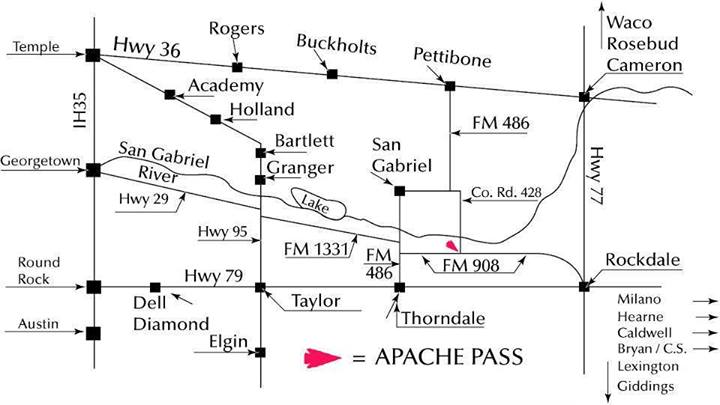 Waco
Rosebud
Cameron
Rogers
Buckholts
Pettibone
Temple
Hwy 36
Academy
Holland
IH35
FM 486
Bartlett
Granger
San
Gabriel
Georgetown
San Gabriel
River
Hwy 29
Lake
Co. Rd. 428
Hwy 77
Hwy 95
FM 1331
FM
486
FM 908
Round
Rock
Hwy 79
Rockdale
Dell
Diamond
Taylor
Thorndale
Austin
Elgin
= APACHE PASS
Milano
Hearne
Caldwell
Bryan / C.S.
Lexington
Giddings